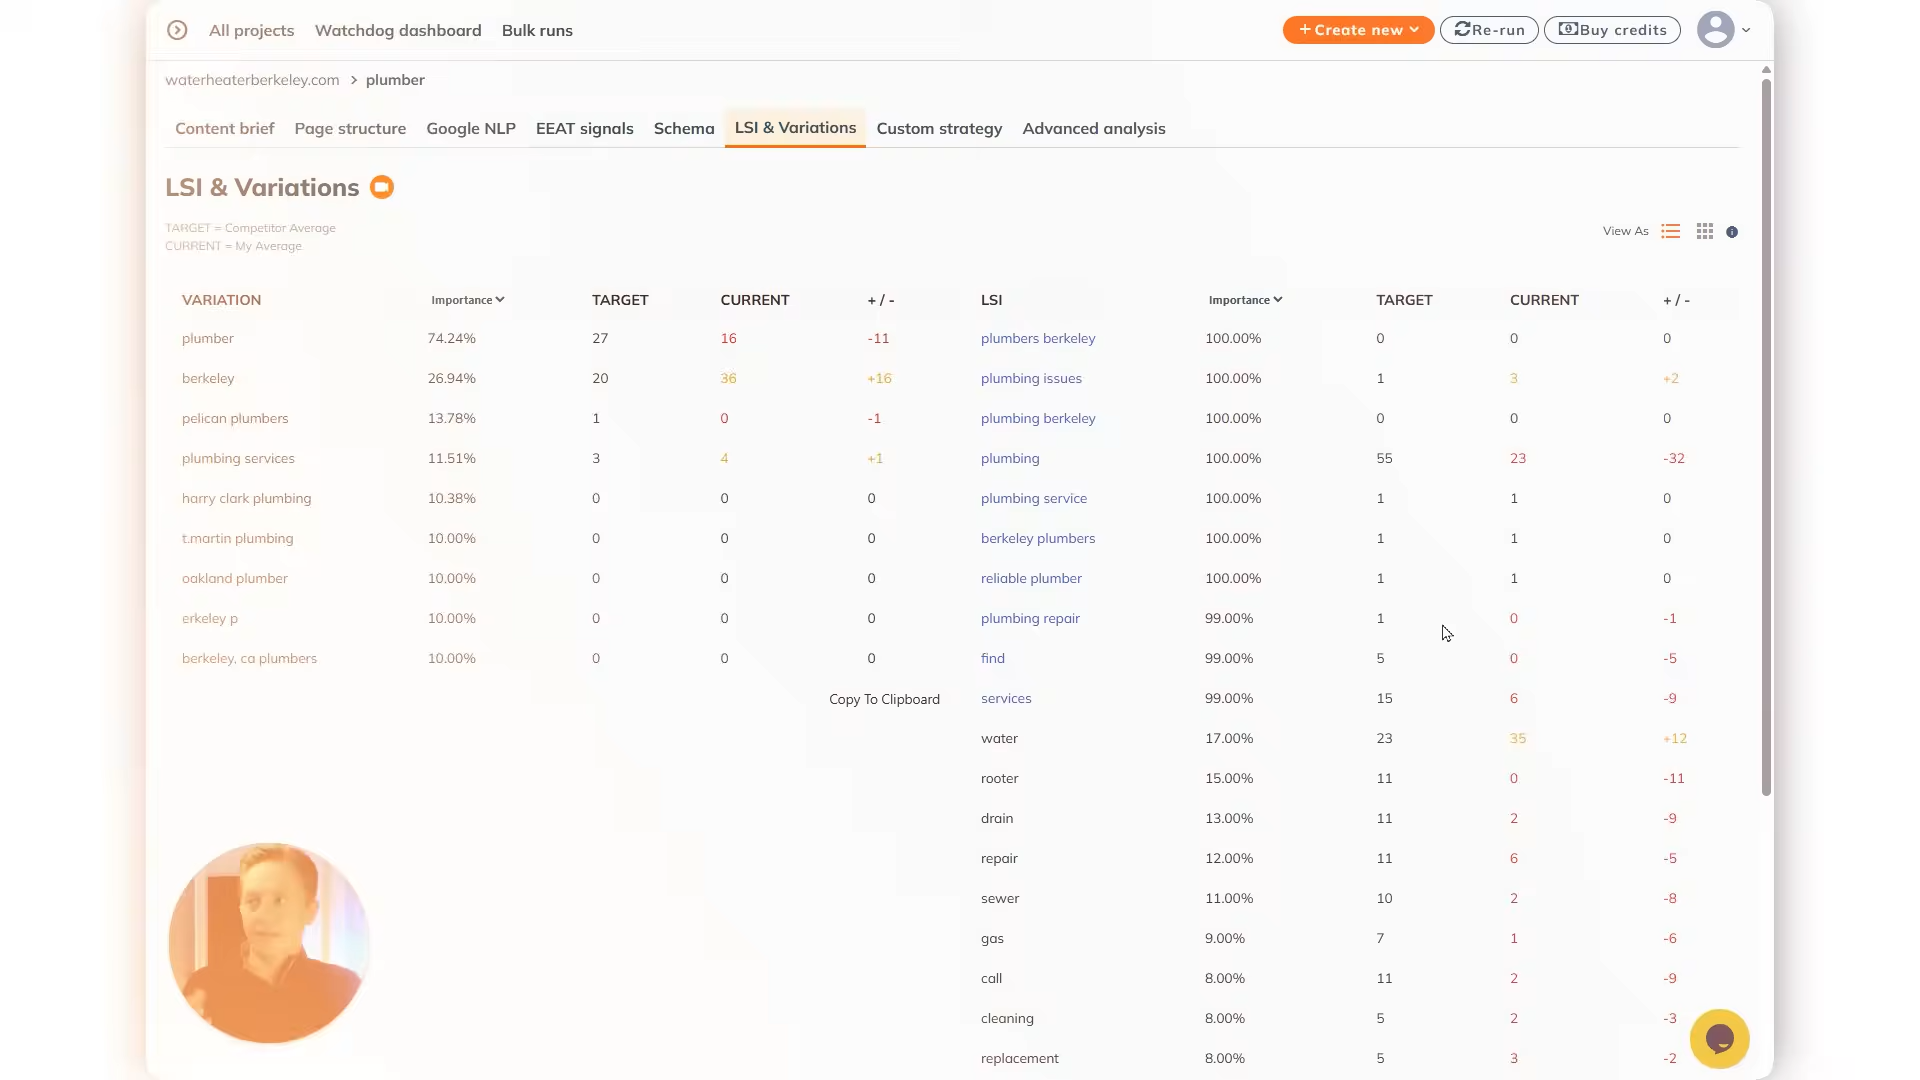 All projects Watchdog dashboard Bulk runs + Create new Re-run Buy credits
waterheaterberkeley.com > plumber
Content brief Page structure Google NLP EEAT signals Schema LSI & Variations Custom strategy Advanced analysis
LSI & Variations
TARGET = Competitor Average
CURRENT = My Average
View As
VARIATION Importance TARGET CURRENT + / - LSI Importance TARGET CURRENT + / -
plumber 74.24% 27 16 -11 plumbers berkeley 100.00% 0 0 0
berkeley 26.94% 20 36 +16 plumbing issues 100.00% 1 3 +2
pelican plumbers 13.78% 1 0 -1 plumbing berkeley 100.00% 0 0 0
plumbing services 11.51% 3 4 +1 plumbing 100.00% 55 23 -32
harry clark plumbing 10.38% 0 0 0 plumbing service 100.00% 1 1 0
t.martin plumbing 10.00% 0 0 0 berkeley plumbers 100.00% 1 1 0
oakland plumber 10.00% 0 0 0 reliable plumber 100.00% 1 1 0
erkeley p 10.00% 0 0 0 plumbing repair 99.00% 1 0 -1
berkeley, ca plumbers 10.00% 0 0 0 find 99.00% 5 0 -5
Copy To Clipboard services 99.00% 15 6 -9
water 17.00% 23 35 +12
rooter 15.00% 11 0 -11
drain 13.00% 11 2 -9
repair 12.00% 11 6 -5
sewer 11.00% 10 2 -8
gas 9.00% 7 1 -6
call 8.00% 11 2 -9
cleaning 8.00% 5 2 -3
replacement 8.00% 5 3 -2